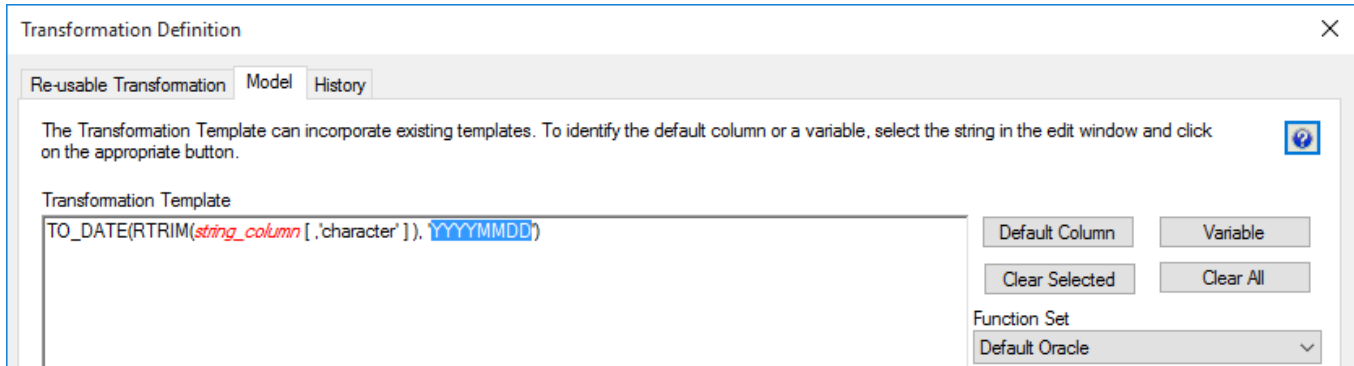 Transformation Definition
Re-usable Transformation Model History
The Transformation Template can incorporate existing templates. To identify the default column or a variable, select the string in the edit window and click
on the appropriate button.
Transformation Template
TO_DATE(RTRIM(string_column [ ,'character' ] ), 'YYYYMMDD')
Default Column Variable
Clear Selected Clear All
Function Set
Default Oracle